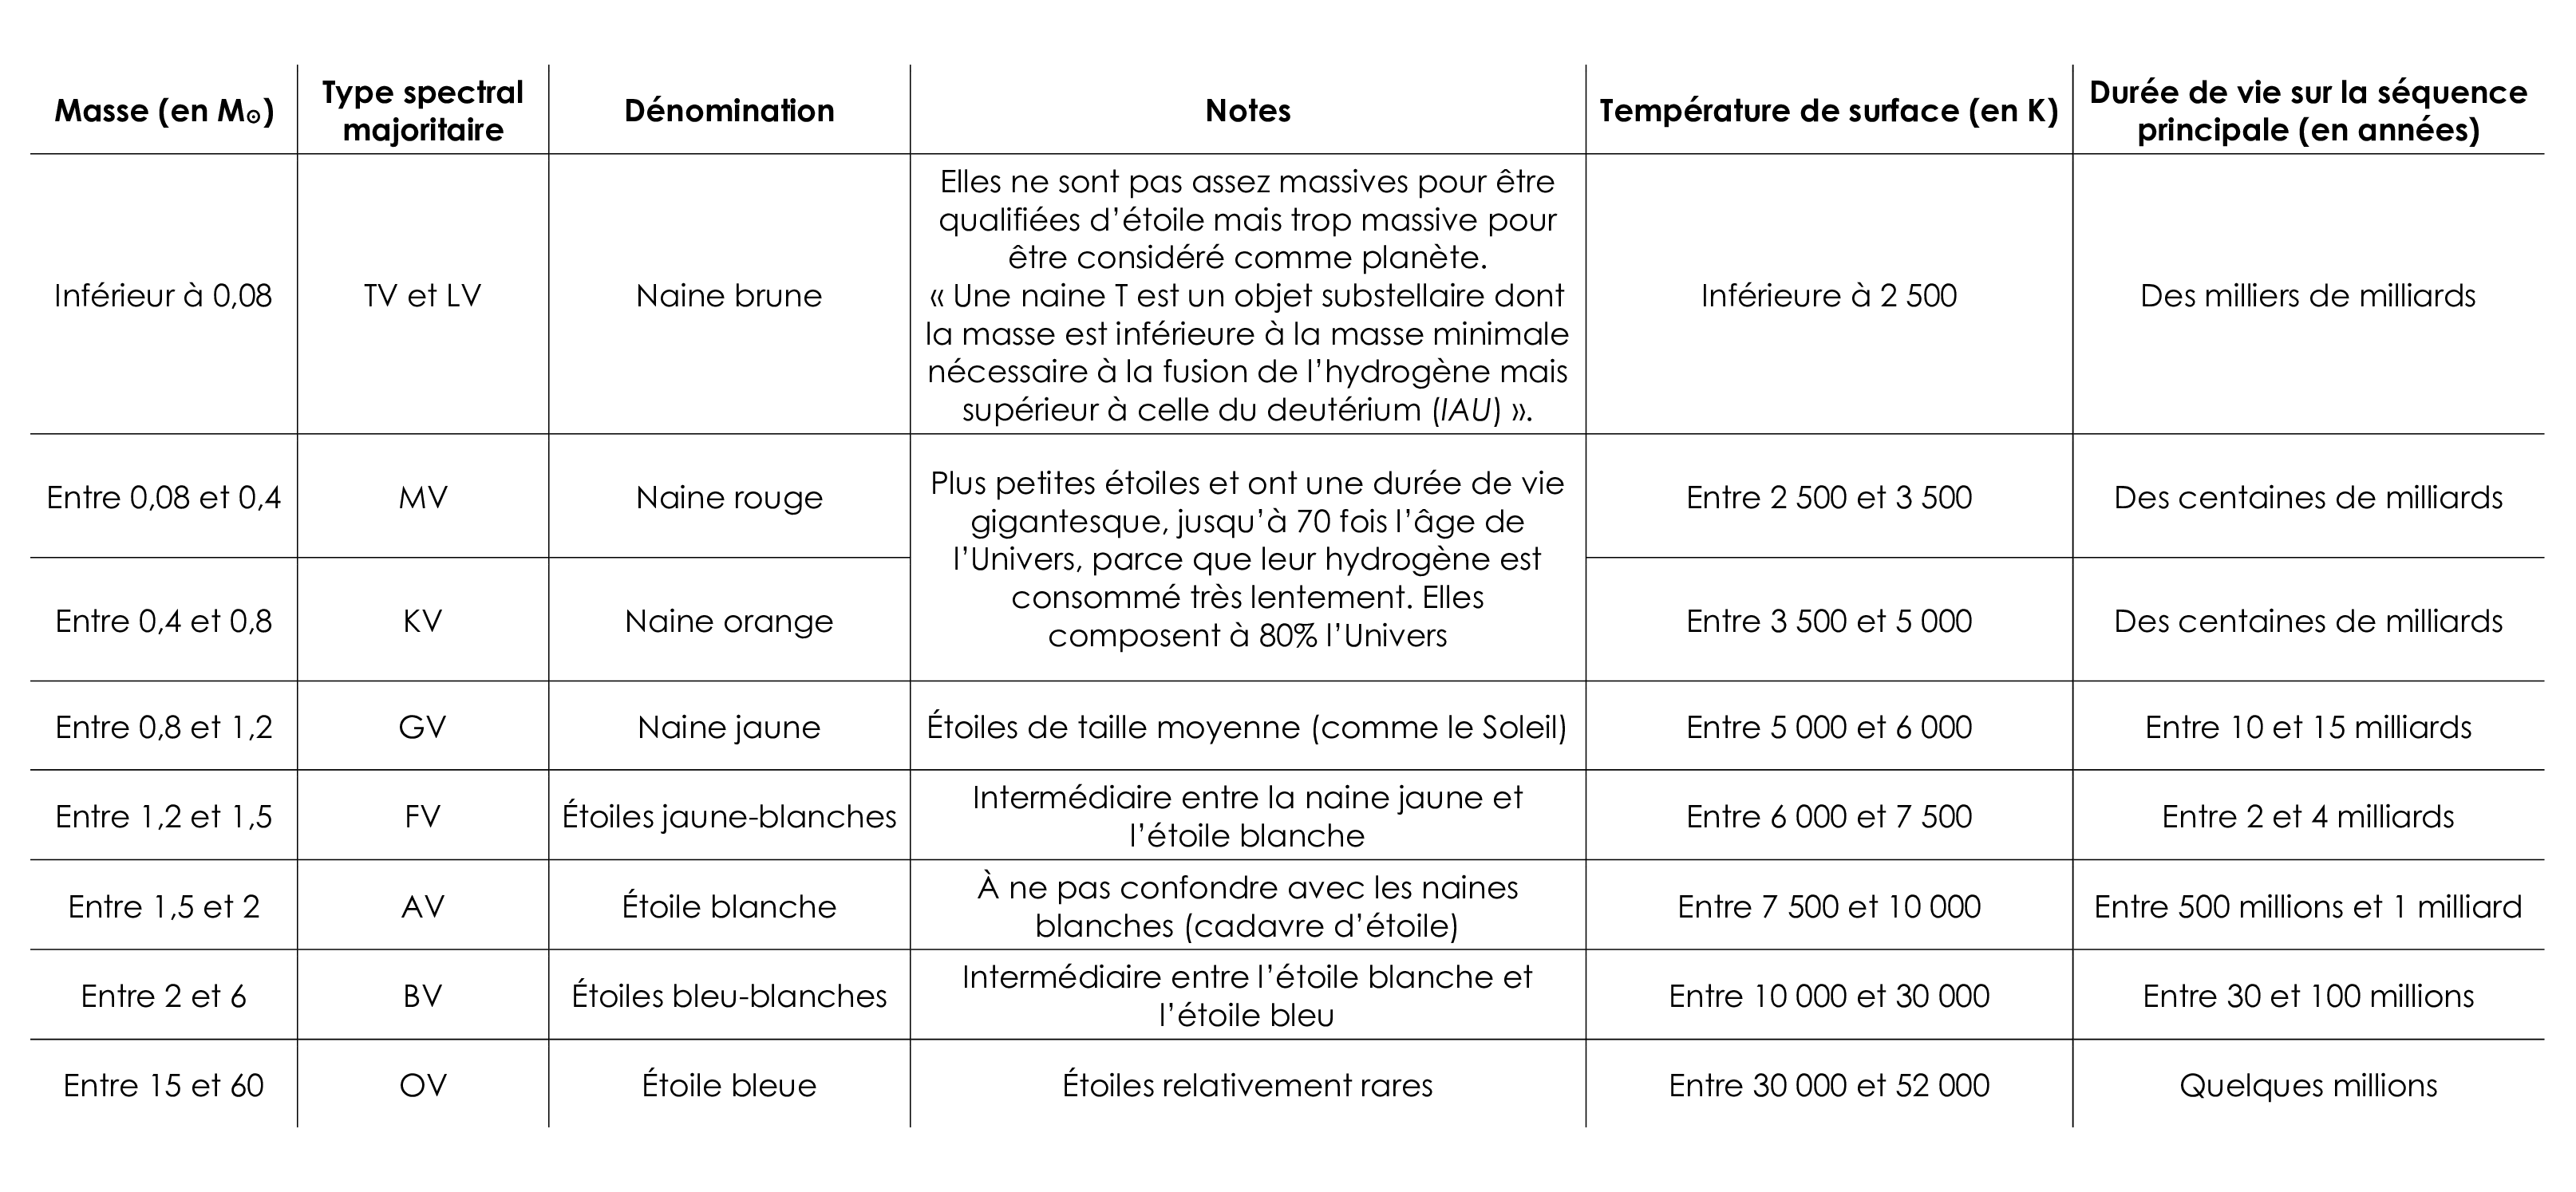 Masse (en M☉)
Type spectral
majoritaire
Dénomination
Notes
Température de surface (en K)
Durée de vie sur la séquence
principale (en années)
Inférieur à 0,08
TV et LV
Naine brune
Elles ne sont pas assez massives pour être
qualifiées d’étoile mais trop massive pour
être considéré comme planète.
« Une naine T est un objet substellaire dont
la masse est inférieure à la masse minimale
nécessaire à la fusion de l’hydrogène mais
supérieur à celle du deutérium (IAU) ».
Inférieure à 2 500
Des milliers de milliards
Entre 0,08 et 0,4
MV
Naine rouge
Plus petites étoiles et ont une durée de vie
gigantesque, jusqu’à 70 fois l’âge de
l’Univers, parce que leur hydrogène est
consommé très lentement. Elles
composent à 80% l’Univers
Entre 2 500 et 3 500
Des centaines de milliards
Entre 0,4 et 0,8
KV
Naine orange
Entre 3 500 et 5 000
Des centaines de milliards
Entre 0,8 et 1,2
GV
Naine jaune
Étoiles de taille moyenne (comme le Soleil)
Entre 5 000 et 6 000
Entre 10 et 15 milliards
Entre 1,2 et 1,5
FV
Étoiles jaune-blanches
Intermédiaire entre la naine jaune et
l’étoile blanche
Entre 6 000 et 7 500
Entre 2 et 4 milliards
Entre 1,5 et 2
AV
Étoile blanche
À ne pas confondre avec les naines
blanches (cadavre d’étoile)
Entre 7 500 et 10 000
Entre 500 millions et 1 milliard
Entre 2 et 6
BV
Étoiles bleu-blanches
Intermédiaire entre l’étoile blanche et
l’étoile bleu
Entre 10 000 et 30 000
Entre 30 et 100 millions
Entre 15 et 60
OV
Étoile bleue
Étoiles relativement rares
Entre 30 000 et 52 000
Quelques millions